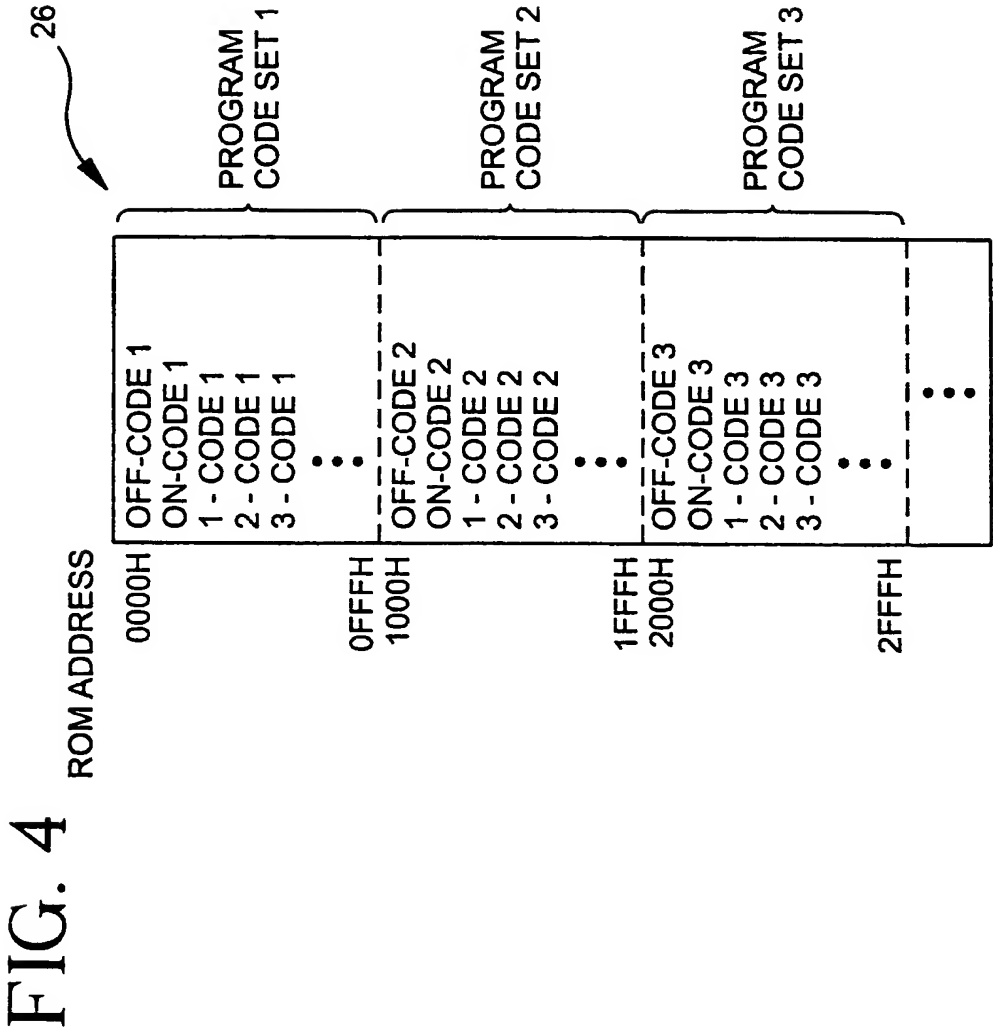 FIG. 4
26
ROM ADDRESS
0000H
OFF-CODE 1
ON-CODE 1
1 - CODE 1
2 - CODE 1
3 - CODE 1
PROGRAM
CODE SET 1
0FFFH
1000H
OFF-CODE 2
ON-CODE 2
1 - CODE 2
2 - CODE 2
3 - CODE 2
PROGRAM
CODE SET 2
1FFFH
2000H
OFF-CODE 3
ON-CODE 3
1 - CODE 3
2 - CODE 3
3 - CODE 3
PROGRAM
CODE SET 3
2FFFH